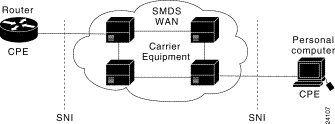 Router
CPE
SMDS
WAN
Carrier
Equipment
Personal
computer
CPE
SNI
SNI
24107